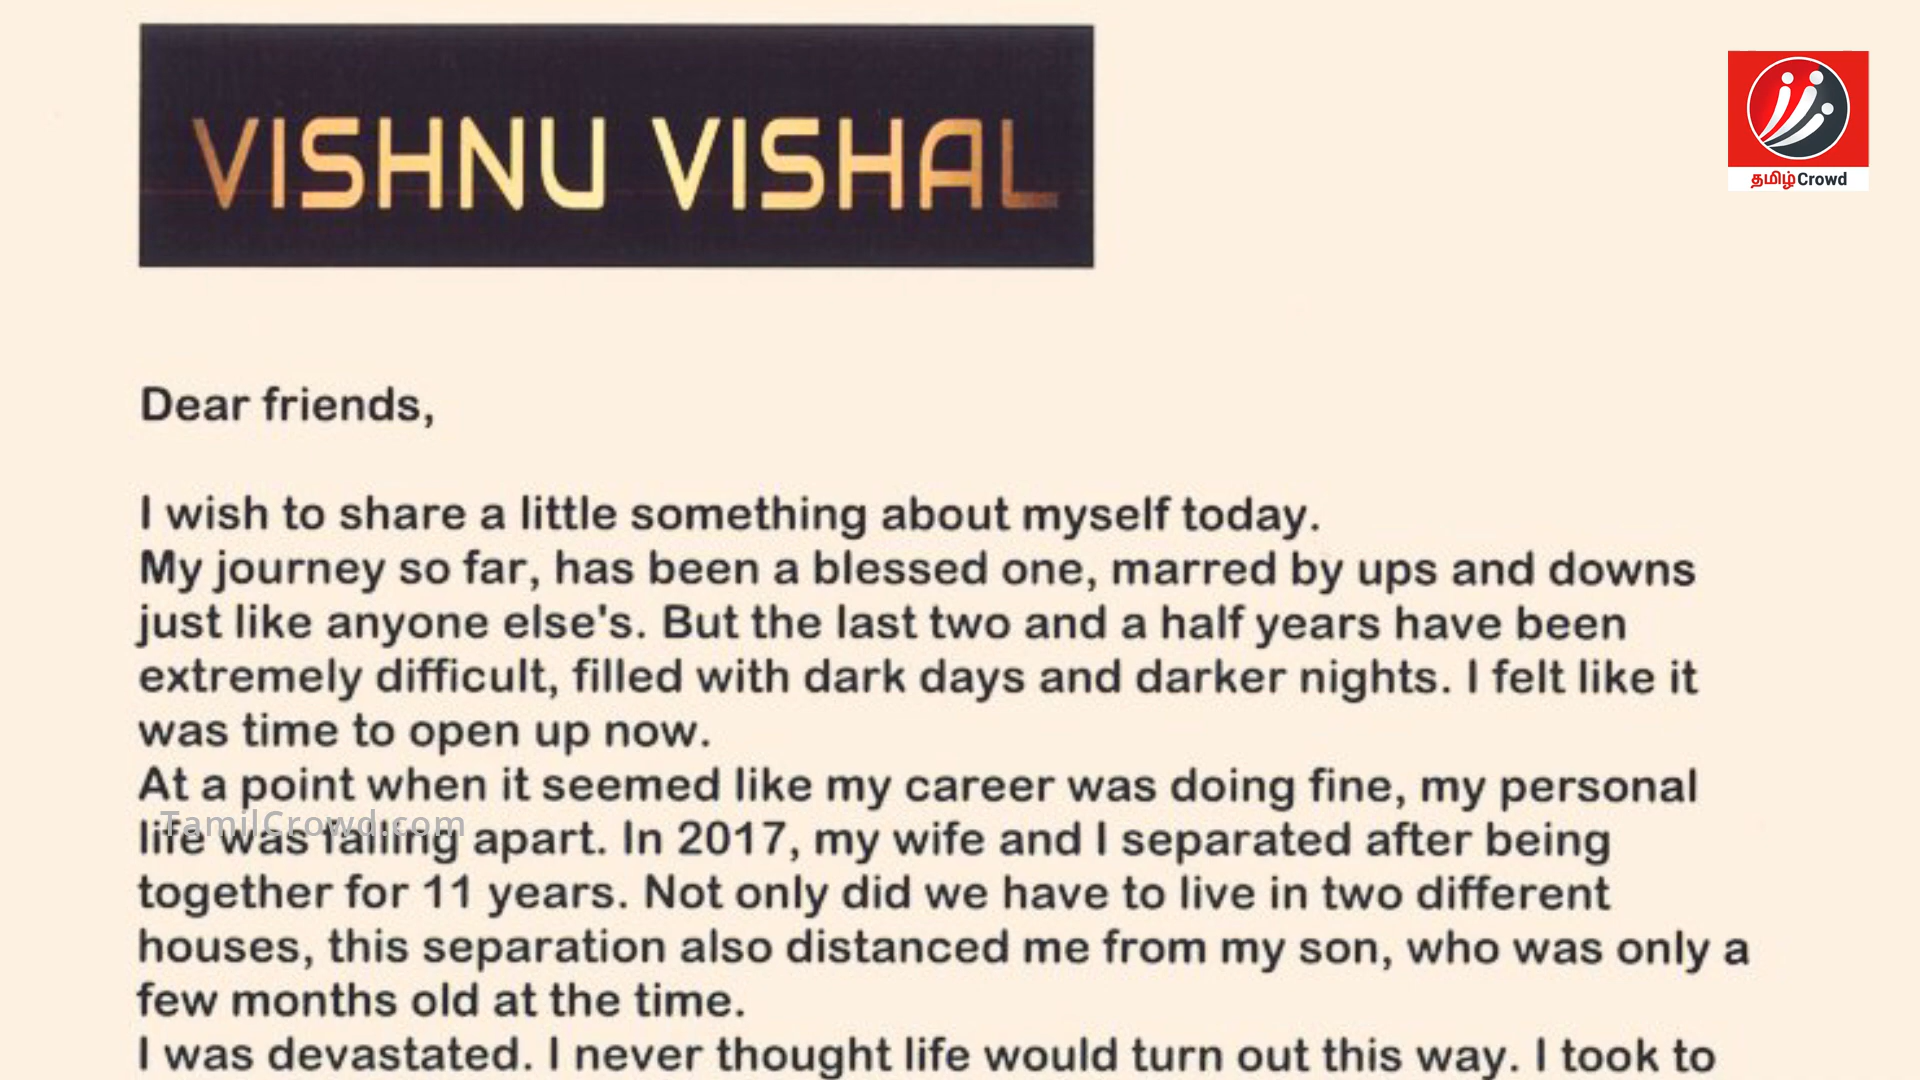 VISHNU VISHAL
தமிழ்Crowd
Dear friends,
I wish to share a little something about myself today.
My journey so far, has been a blessed one, marred by ups and downs
just like anyone else's. But the last two and a half years have been
extremely difficult, filled with dark days and darker nights. I felt like it
was time to open up now.
At a point when it seemed like my career was doing fine, my personal
TamilCrowd.com
life was falling apart. In 2017, my wife and I separated after being
together for 11 years. Not only did we have to live in two different
houses, this separation also distanced me from my son, who was only a
few months old at the time.
I was devastated. I never thought life would turn out this way. I took to